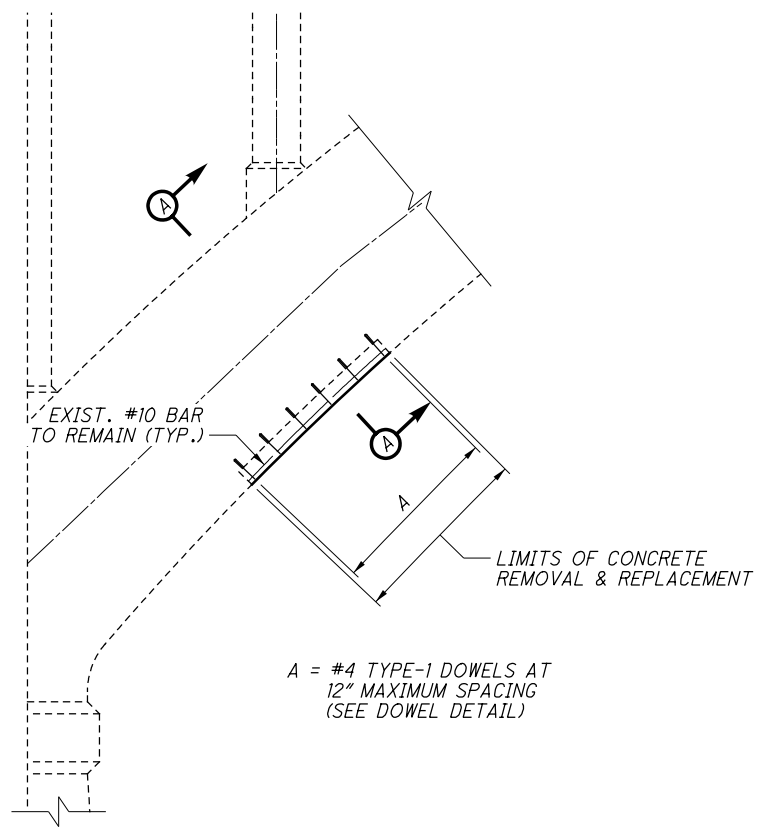 A
EXIST. #10 BAR
TO REMAIN (TYP.)
A
A
LIMITS OF CONCRETE
REMOVAL & REPLACEMENT
A = #4 TYPE-1 DOWELS AT
12" MAXIMUM SPACING
(SEE DOWEL DETAIL)